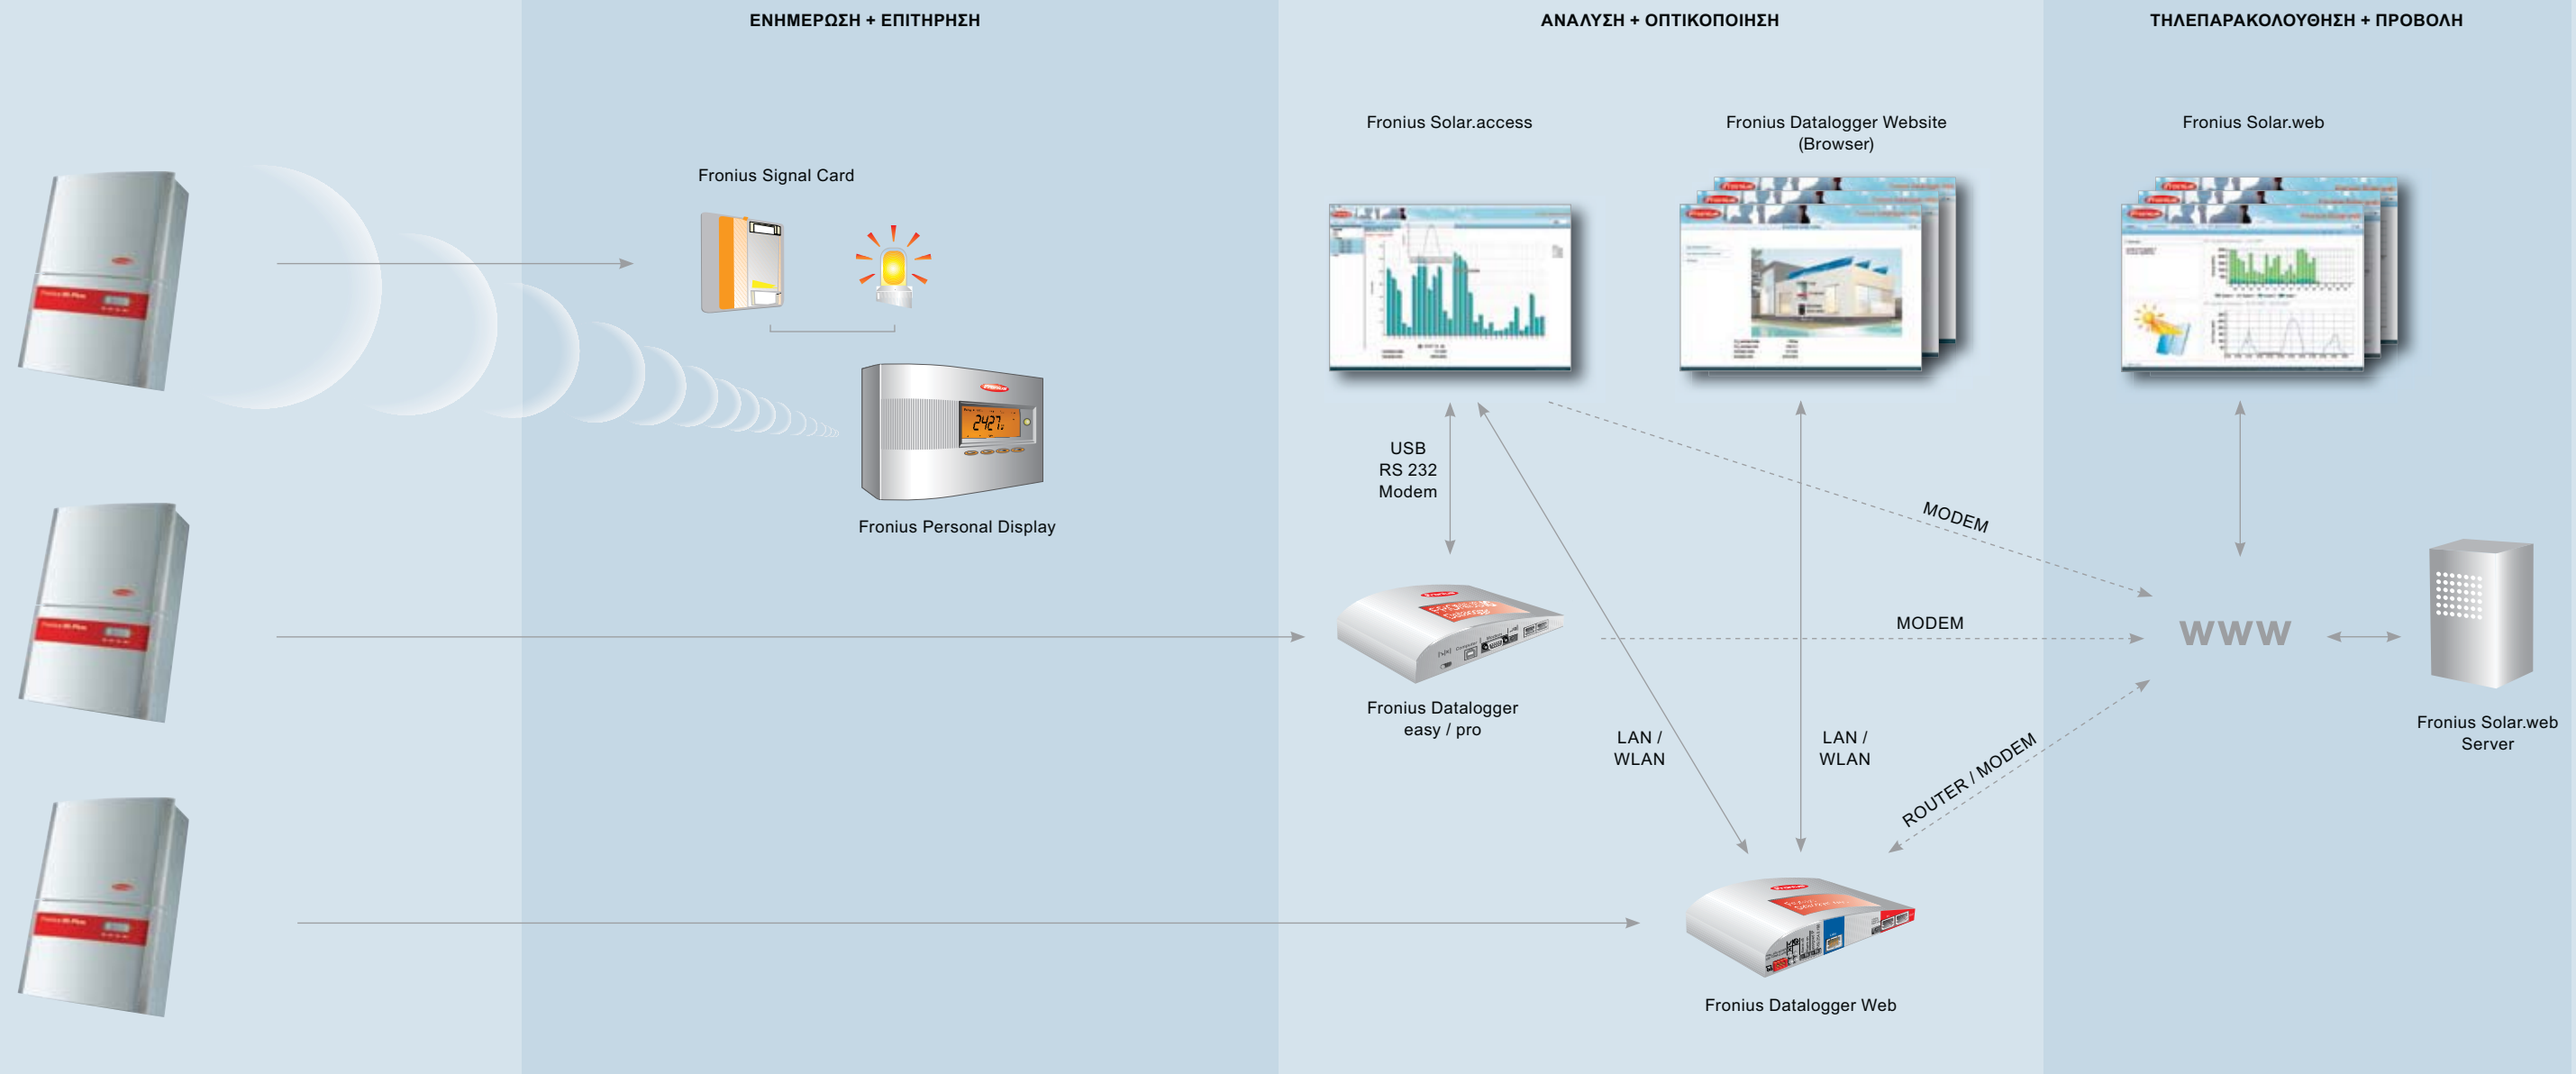 ΕΝΗΜΕΡΩΣΗ + ΕΠΙΤΗΡΗΣΗ
ΑΝΑΛΥΣΗ + ΟΠΤΙΚΟΠΟΙΗΣΗ
ΤΗΛΕΠΑΡΑΚΟΛΟΥΘΗΣΗ + ΠΡΟΒΟΛΗ
Fronius Signal Card
Fronius Personal Display
2427
Fronius Solar.access
Fronius Datalogger Website
(Browser)
Fronius Solar.web
USB
RS 232
Modem
MODEM
MODEM
Fronius Datalogger
easy / pro
LAN /
WLAN
LAN /
WLAN
ROUTER / MODEM
WWW
Fronius Solar.web
Server
Fronius Datalogger Web